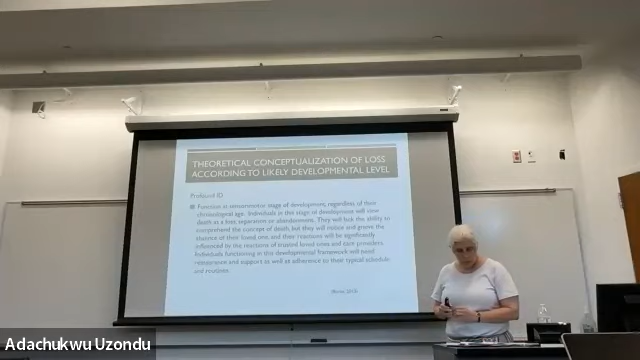 THEORETICAL CONCEPTUALIZATION OF LOSS
ACCORDING TO LIKELY DEVELOPMENTAL LEVEL
Profound ID
Function at sensorimotor stage of development, regardless of their
chronological age. Individuals in this stage of development will view
death as a loss, separation or abandonment. They will lack the ability to
comprehend the concept of death, but they will notice and grieve the
absence of their loved one, and their reactions will be significantly
influenced by the reactions of trusted loved ones and care providers.
Individuals functioning in this developmental framework will need
reassurance and support as well as adherence to their typical schedule
and routines.
Adachukwu Uzondu